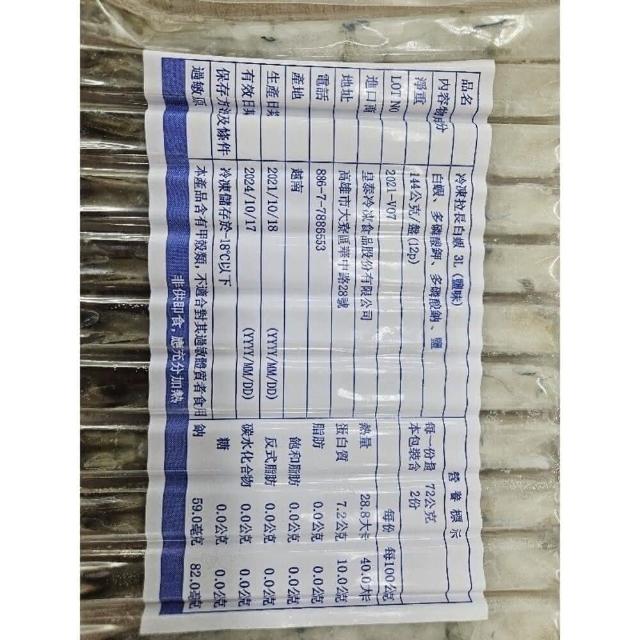 品名 冷凍拉長白蝦 3L (鹽味)
內容物成分 白蝦、多磷酸鉀、多磷酸鈉、鹽
淨重 144公克/盤(12p)
LOT NO 2021-V07
進口商 皇泰冷凍食品股份有限公司
地址 高雄市大寮區華中路28號
電話 886-7-7886553
產地 越南
生產日期 2021/10/18 (YYYY/MM/DD)
有效日期 2024/10/17 (YYYY/MM/DD)
保存方法及條件 冷凍儲存於-18℃以下
過敏原 本產品含有甲殼類,不適合對其過敏體質者食用
非供即食,應充分加熱
營養標示
每一份量 72公克
本包裝含 2份
每份 每100公克
熱量 28.8大卡 40.0大卡
蛋白質 7.2公克 10.0公克
脂肪 0.0公克 0.0公克
飽和脂肪 0.0公克 0.0公克
反式脂肪 0.0公克 0.0公克
碳水化合物 0.0公克 0.0公克
糖 0.0公克 0.0公克
鈉 59.0毫克 82.0毫克